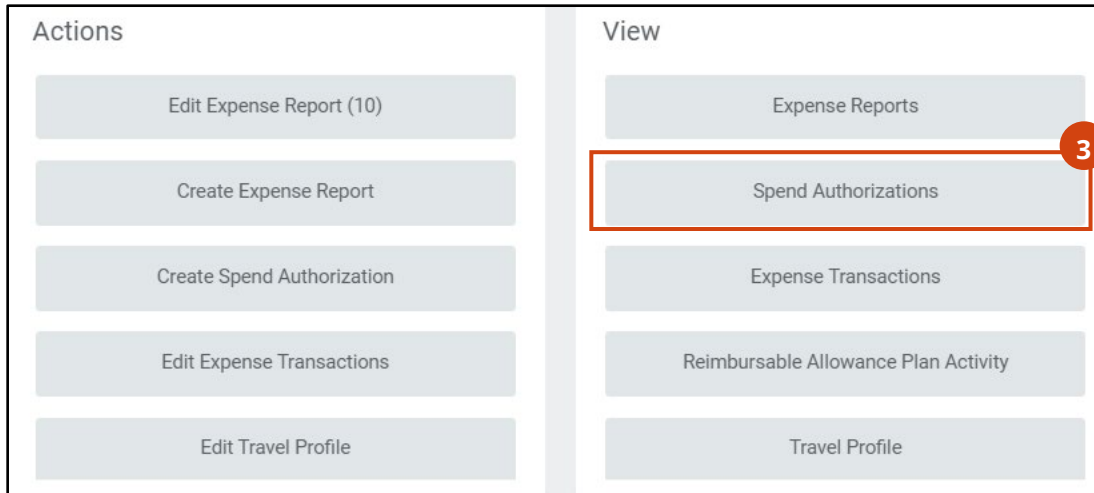 Actions
Edit Expense Report (10)
Create Expense Report
Create Spend Authorization
Edit Expense Transactions
Edit Travel Profile
View
Expense Reports
3
Spend Authorizations
Expense Transactions
Reimbursable Allowance Plan Activity
Travel Profile